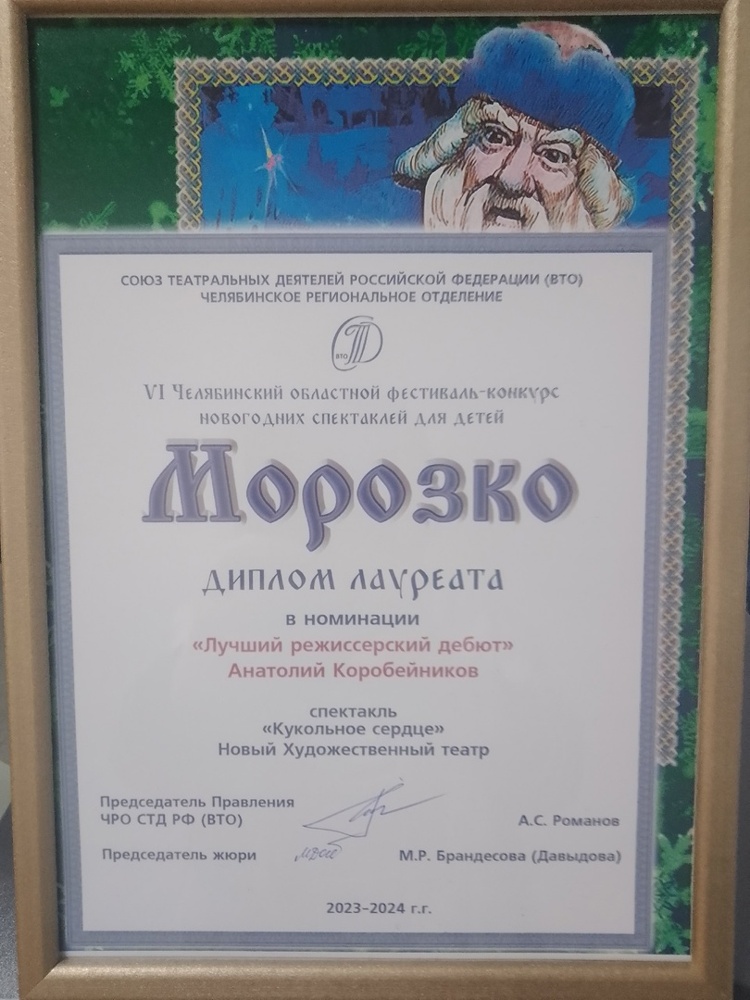 СОЮЗ ТЕАТРАЛЬНЫХ ДЕЯТЕЛЕЙ РОССИЙСКОЙ ФЕДЕРАЦИИ (ВТО)
ЧЕЛЯБИНСКОЕ РЕГИОНАЛЬНОЕ ОТДЕЛЕНИЕ
ВТО
VI Челябинский областной фестиваль-конкурс
новогодних спектаклей для детей
Морозко
диплом лауреата
в номинации
«Лучший режиссерский дебют»
Анатолий Коробейников
спектакль
«Кукольное сердце»
Новый Художественный театр
Председатель Правления
ЧРО СТД РФ (ВТО) А.С. Романов
Председатель жюри М.Р. Брандесова (Давыдова)
2023–2024 г.г.